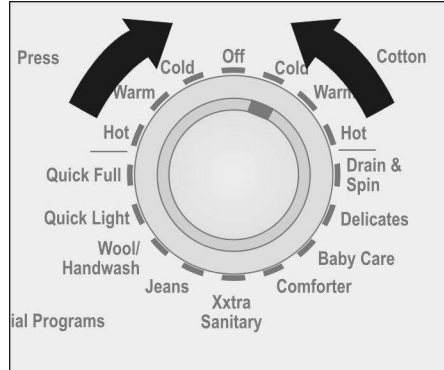 Press
Cotton
Cold
Off
Cold
Warm
Warm
Hot
Hot
Quick Full
Drain &
Spin
Quick Light
Delicates
Wool/
Handwash
Baby Care
Jeans
Xxtra
Sanitary
Comforter
ial Programs